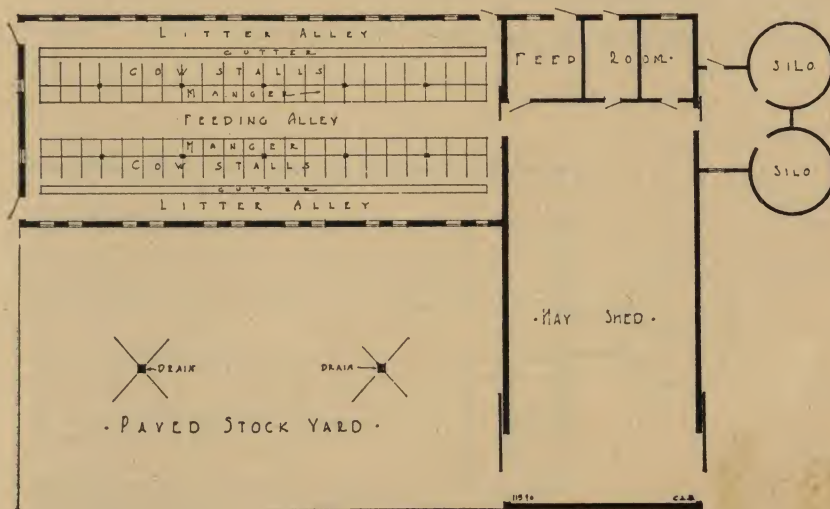 LITTER ALLEY
GUTTER
COW STALLS
MANGER
FEEDING ALLEY
MANGER
COW STALLS
GUTTER
LITTER ALLEY
FEED ROOM.
SILO.
SILO
·HAY SHED·
DRAIN
DRAIN
·PAVED STOCK YARD·